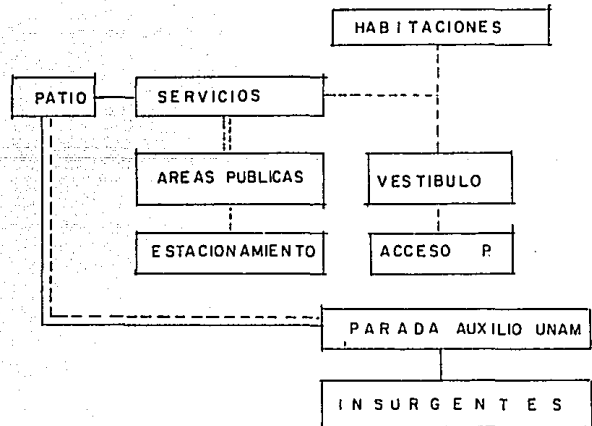 HABITACIONES
PATIO
SERVICIOS
AREAS PUBLICAS
VESTIBULO
ESTACIONAMIENTO
ACCESO P.
PARADA AUXILIO UNAM
INSURGENTES